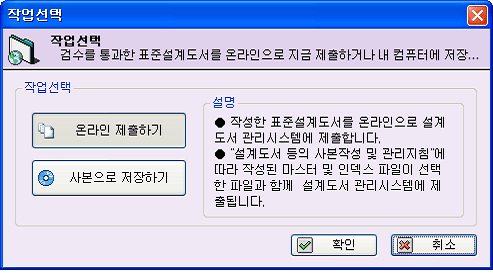 작업선택
작업선택
검수를 통과한 표준설계도서를 온라인으로 지금 제출하거나 내 컴퓨터에 저장...
작업선택
온라인 제출하기
사본으로 저장하기
설명
● 작성한 표준설계도서를 온라인으로 설계
도서 관리시스템에 제출합니다.
● "설계도서 등의 사본작성 및 관리지침"에
따라 작성된 마스터 및 인덱스 파일이 선택
한 파일과 함께 설계도서 관리시스템에 제
출됩니다.
확인
취소